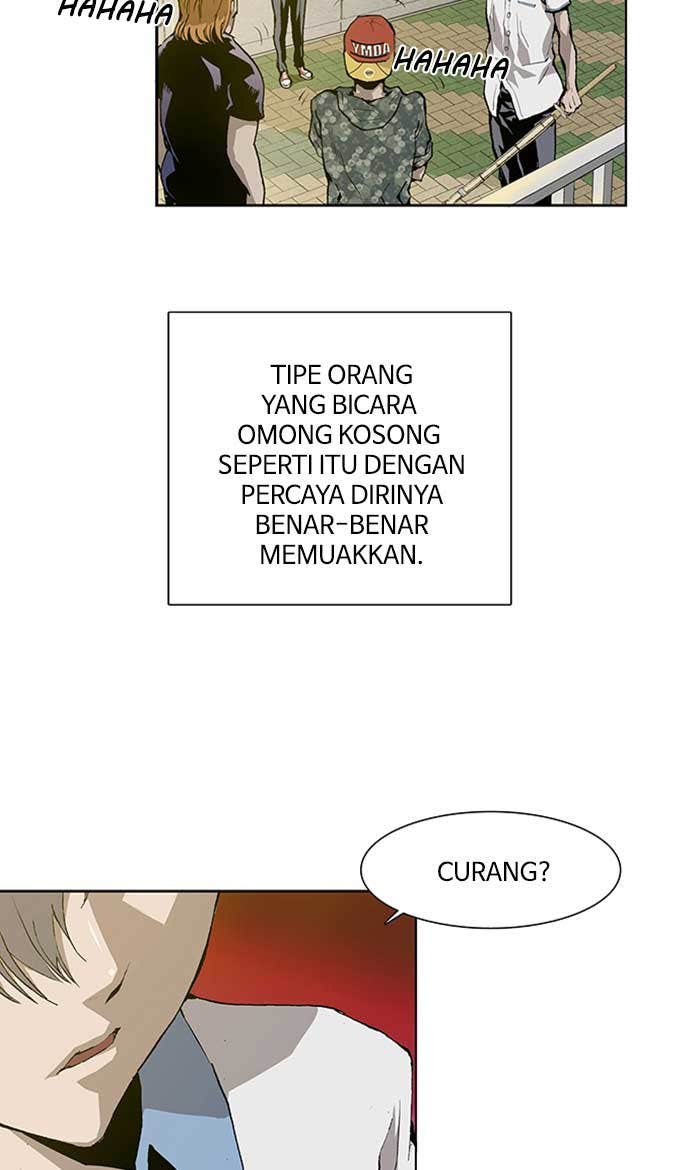 HAHAHA
YMDA
HAHAHA
TIPE ORANG
YANG BICARA
OMONG KOSONG
SEPERTI ITU DENGAN
PERCAYA DIRINYA
BENAR-BENAR
MEMUAKKAN.
CURANG?